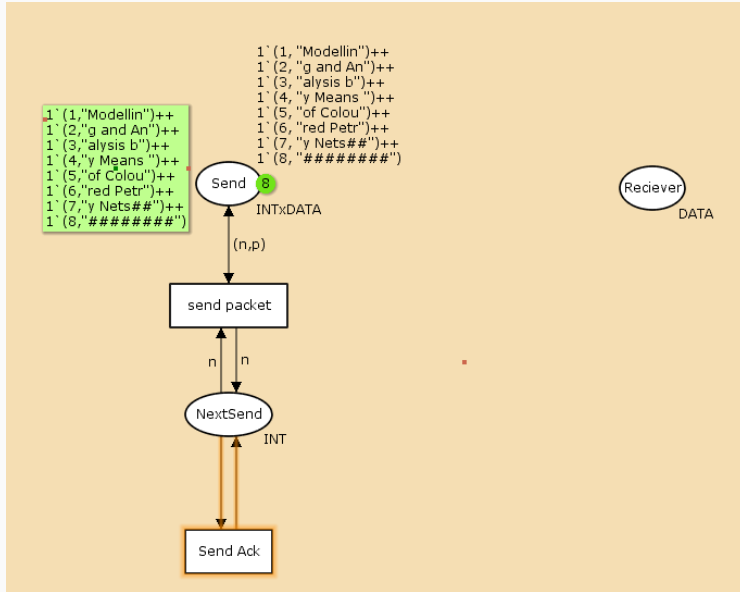 1`(1, "Modellin")++
1`(2, "g and An")++
1`(3, "alysis b")++
1`(4, "y Means ")++
1`(5, "of Colou")++
1`(6, "red Petr")++
1`(7, "y Nets##")++
1`(8, "########")
1`(1,"Modellin")++
1`(2,"g and An")++
1`(3,"alysis b")++
1`(4,"y Means ")++
1`(5,"of Colou")++
1`(6,"red Petr")++
1`(7,"y Nets##")++
1`(8,"########")
Send
8
INTxDATA
Reciever
DATA
(n,p)
send packet
n
n
NextSend
INT
Send Ack